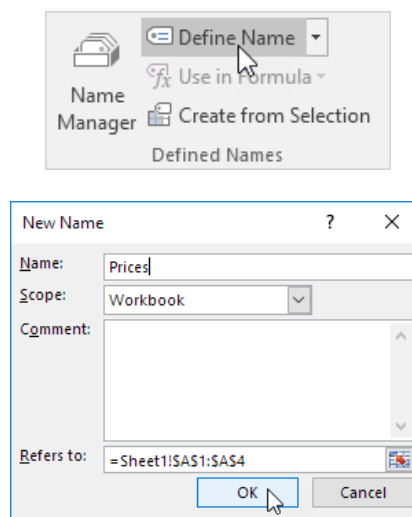 Define Name
Use in Formula
Name
Manager
Create from Selection
Defined Names
New Name ?
Name: Prices
Scope: Workbook
Comment:
Refers to: =Sheet1!$A$1:$A$4
OK Cancel